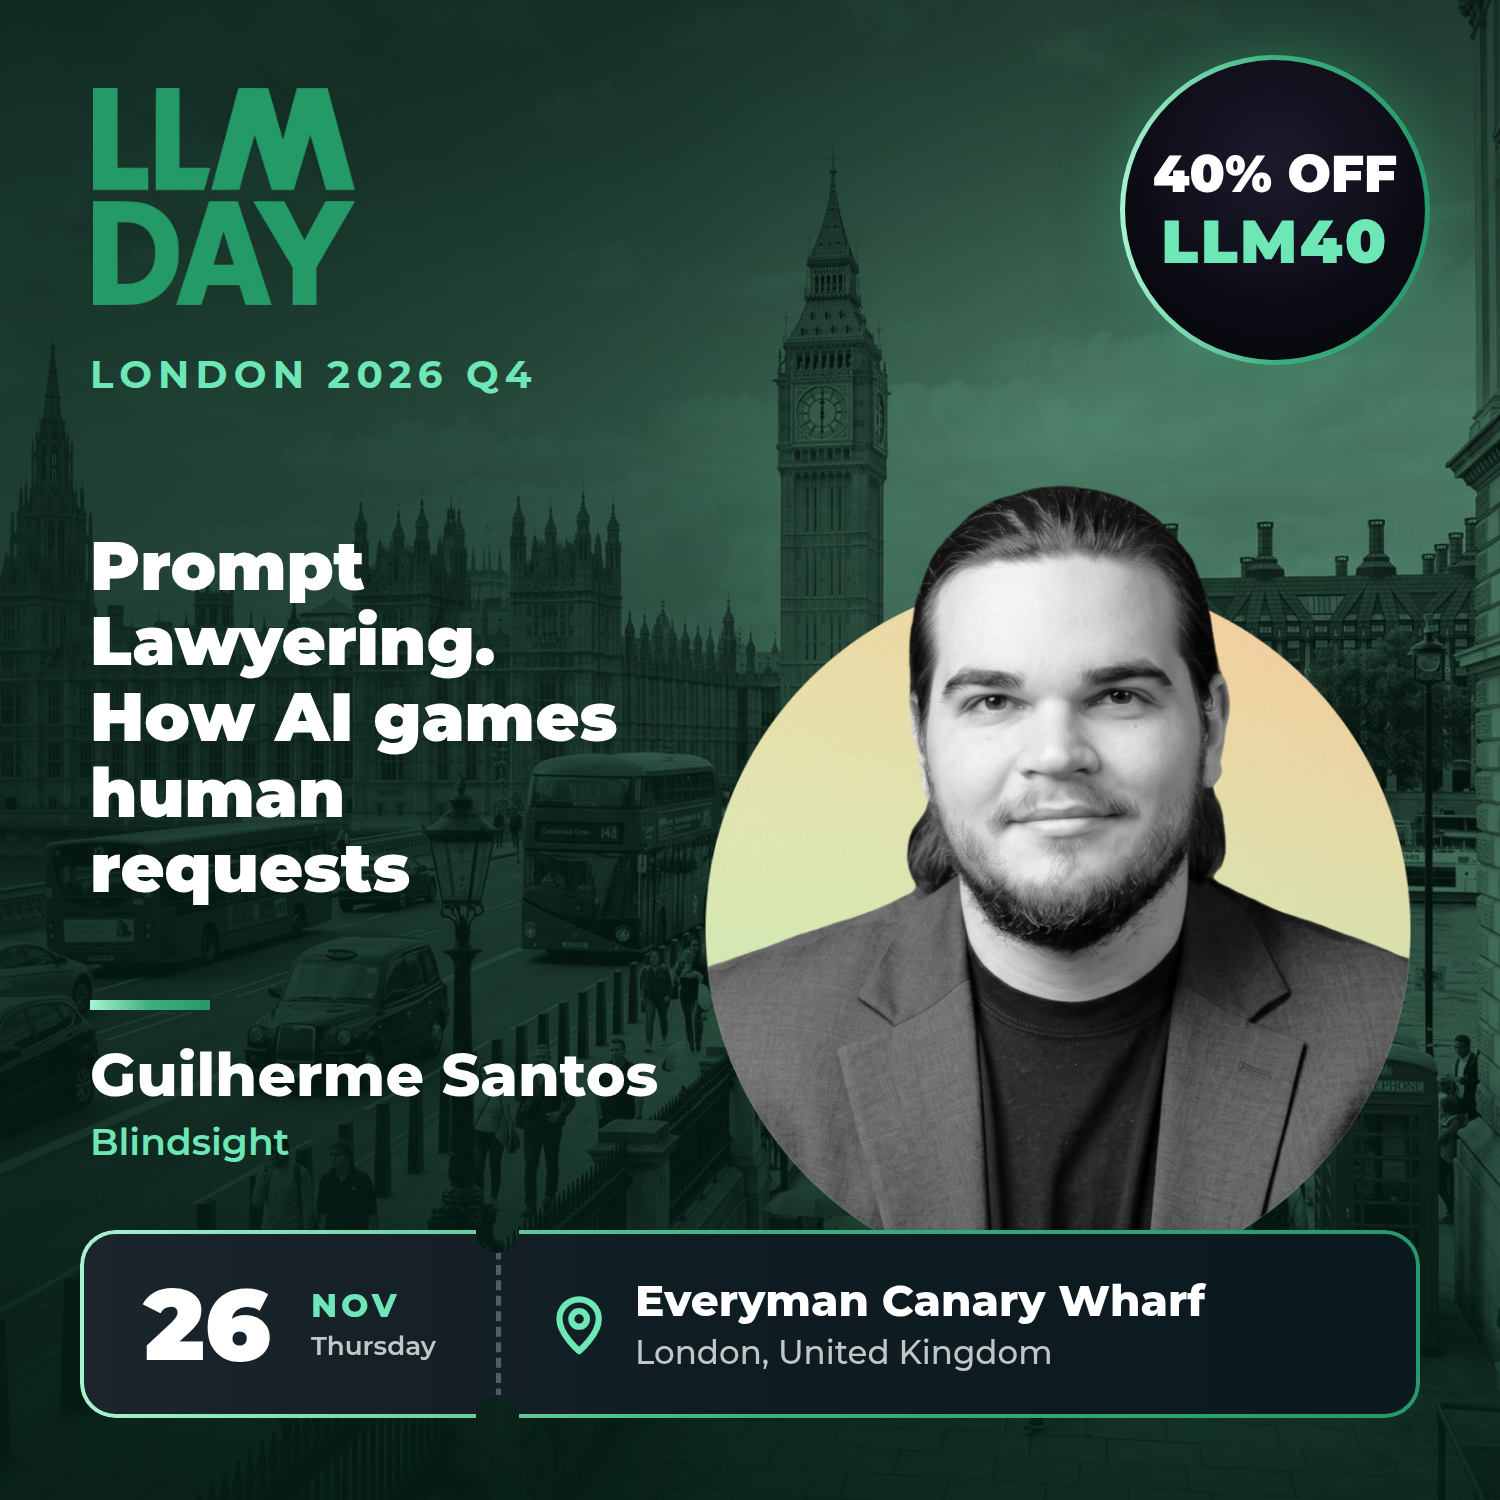 LLM
DAY
LONDON 2026 Q4
40% OFF
LLM40
Prompt
Lawyering.
How AI games
human
requests
148
Guilherme Santos
Blindsight
26
NOV
Thursday
Everyman Canary Wharf
London, United Kingdom